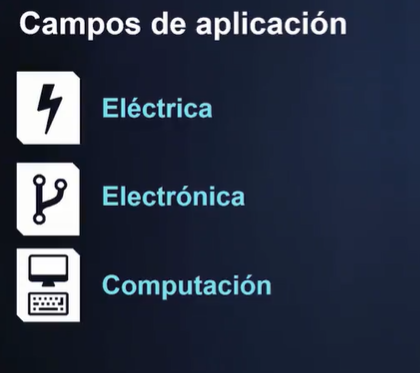 Campos de aplicación
Eléctrica
Electrónica
Computación